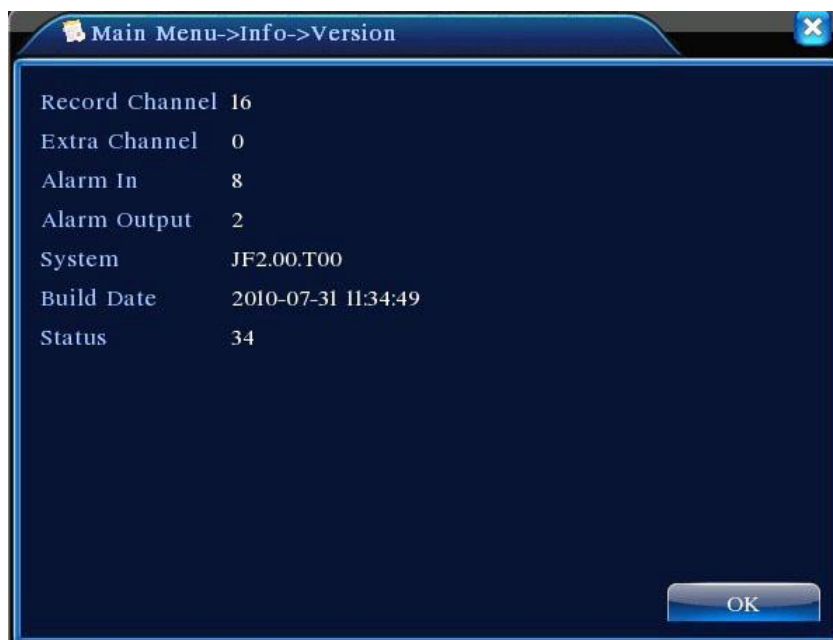 Main Menu->Info->Version
Record Channel 16
Extra Channel 0
Alarm In 8
Alarm Output 2
System JF2.00.T00
Build Date 2010-07-31 11:34:49
Status 34
OK